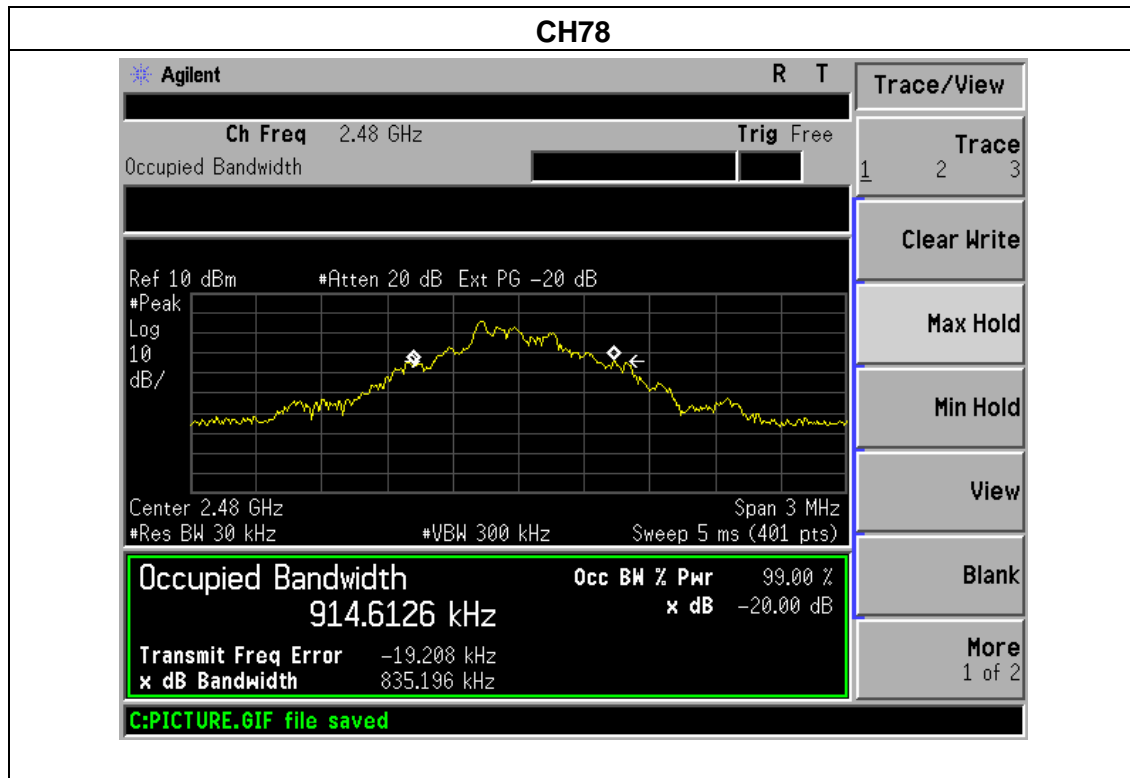 CH78
Agilent R T
Trace/View
Ch Freq 2.48 GHz Trig Free
Occupied Bandwidth
Trace
1 2 3
Clear Write
Ref 10 dBm #Atten 20 dB Ext PG −20 dB
#Peak
Log
10
dB/
Max Hold
Min Hold
View
Center 2.48 GHz Span 3 MHz
#Res BW 30 kHz #VBW 300 kHz Sweep 5 ms (401 pts)
Occupied Bandwidth Occ BW % Pwr 99.00 %
914.6126 kHz x dB −20.00 dB
Blank
Transmit Freq Error −19.208 kHz
x dB Bandwidth 835.196 kHz
More
1 of 2
C:PICTURE.GIF file saved